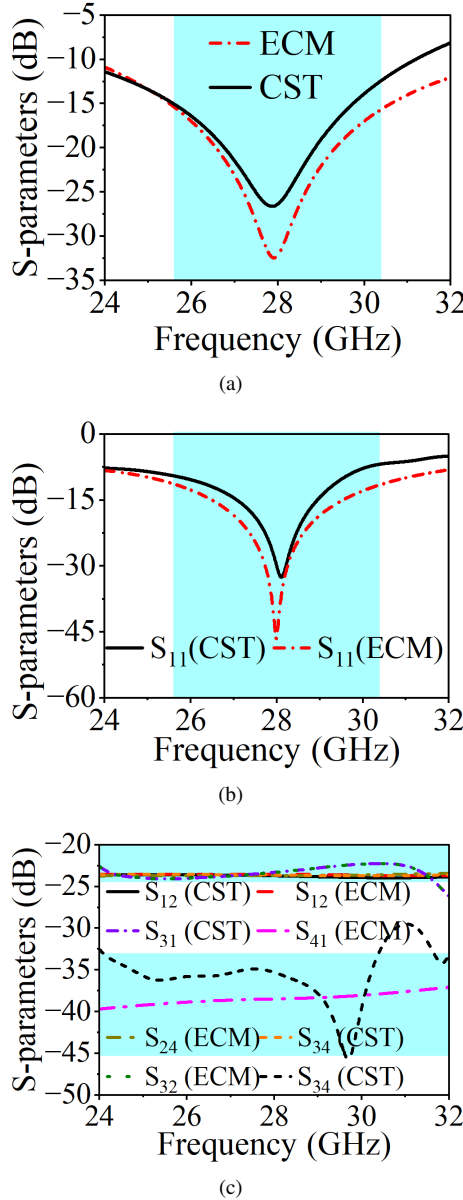 −5
−10
−15
−20
−25
−30
−35
S-parameters (dB)
ECM
CST
24 26 28 30 32
Frequency (GHz)
(a)
0
−15
−30
−45
−60
S-parameters (dB)
S11(CST) S11(ECM)
24 26 28 30 32
Frequency (GHz)
(b)
−20
−25
−30
−35
−40
−45
−50
S-parameters (dB)
S12 (CST) S12 (ECM)
S31 (CST) S41 (ECM)
S24 (ECM) S34 (CST)
S32 (ECM) S34 (CST)
24 26 28 30 32
Frequency (GHz)
(c)